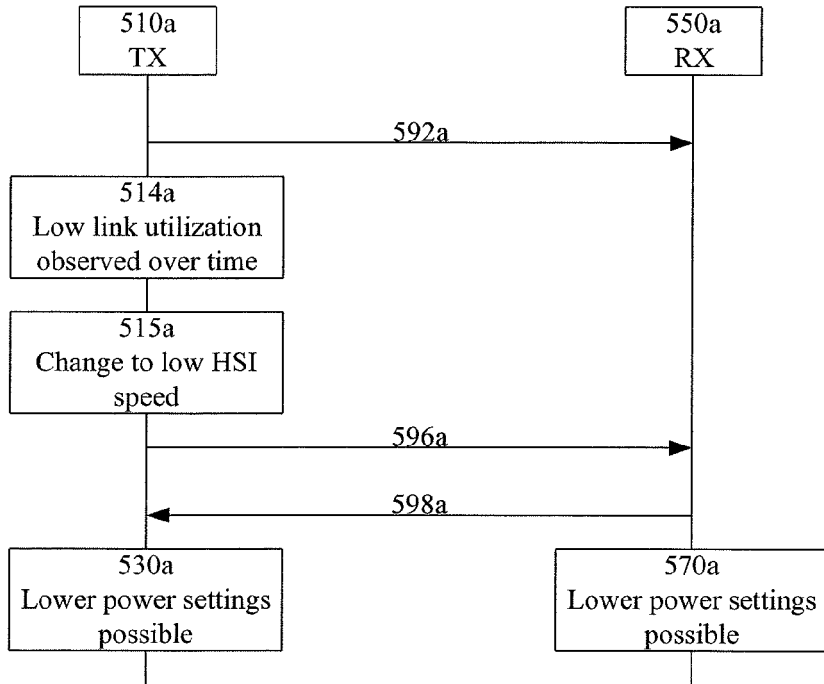 510a
TX
550a
RX
592a
514a
Low link utilization
observed over time
515a
Change to low HSI
speed
596a
598a
530a
Lower power settings
possible
570a
Lower power settings
possible